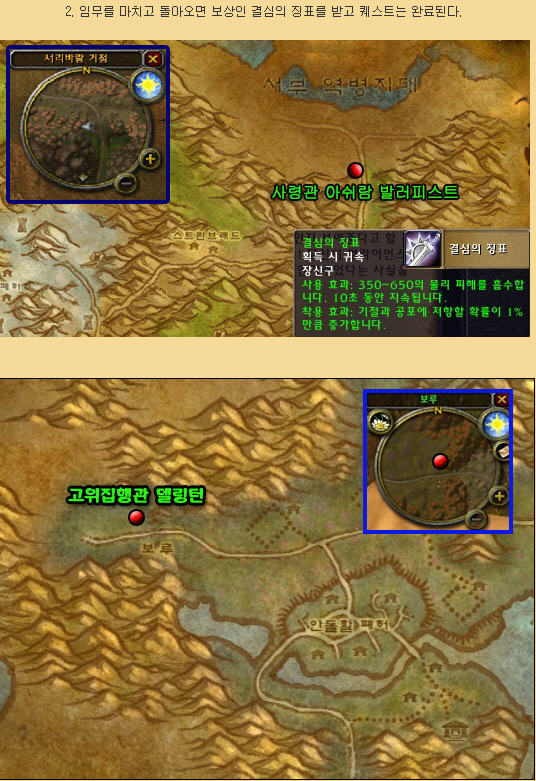 2. 임무를 마치고 돌아오면 보상인 결심의 징표를 받고 퀘스트는 완료된다.
서리바람 거점
N
서부 역병지대
사령관 아쉬람 발러피스트
스트린브래드
폐허
결심의 징표
결심의 징표
획득 시 귀속
장신구
사용 효과: 350~650의 물리 피해를 흡수합
니다. 10초 동안 지속됩니다.
착용 효과: 기절과 공포에 저항할 확률이 1%
만큼 증가합니다.
보루
N
고위집행관 델링턴
보루
안돌할 폐허